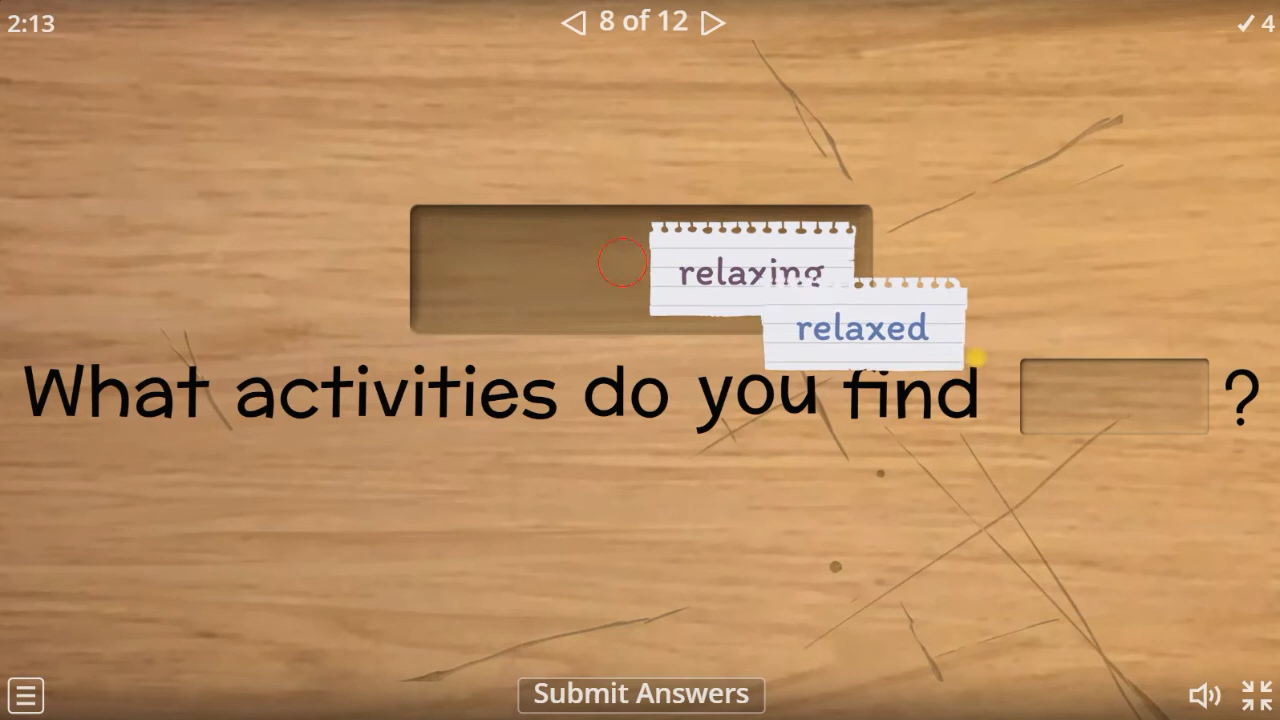 2:13
8 of 12
✓ 4
relaxing
relaxed
What activities do you find ?
Submit Answers